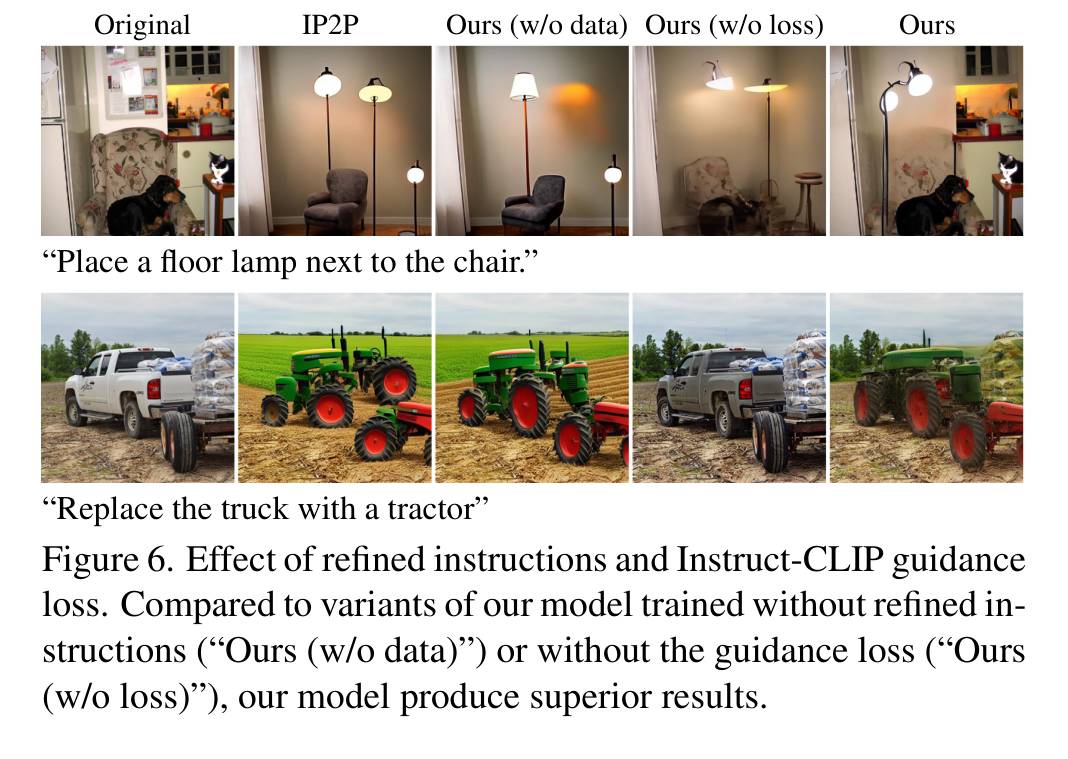 Original IP2P Ours (w/o data) Ours (w/o loss) Ours
“Place a floor lamp next to the chair.”
“Replace the truck with a tractor”
Figure 6. Effect of refined instructions and Instruct-CLIP guidance
loss. Compared to variants of our model trained without refined in-
structions (“Ours (w/o data)”) or without the guidance loss (“Ours
(w/o loss)”), our model produce superior results.